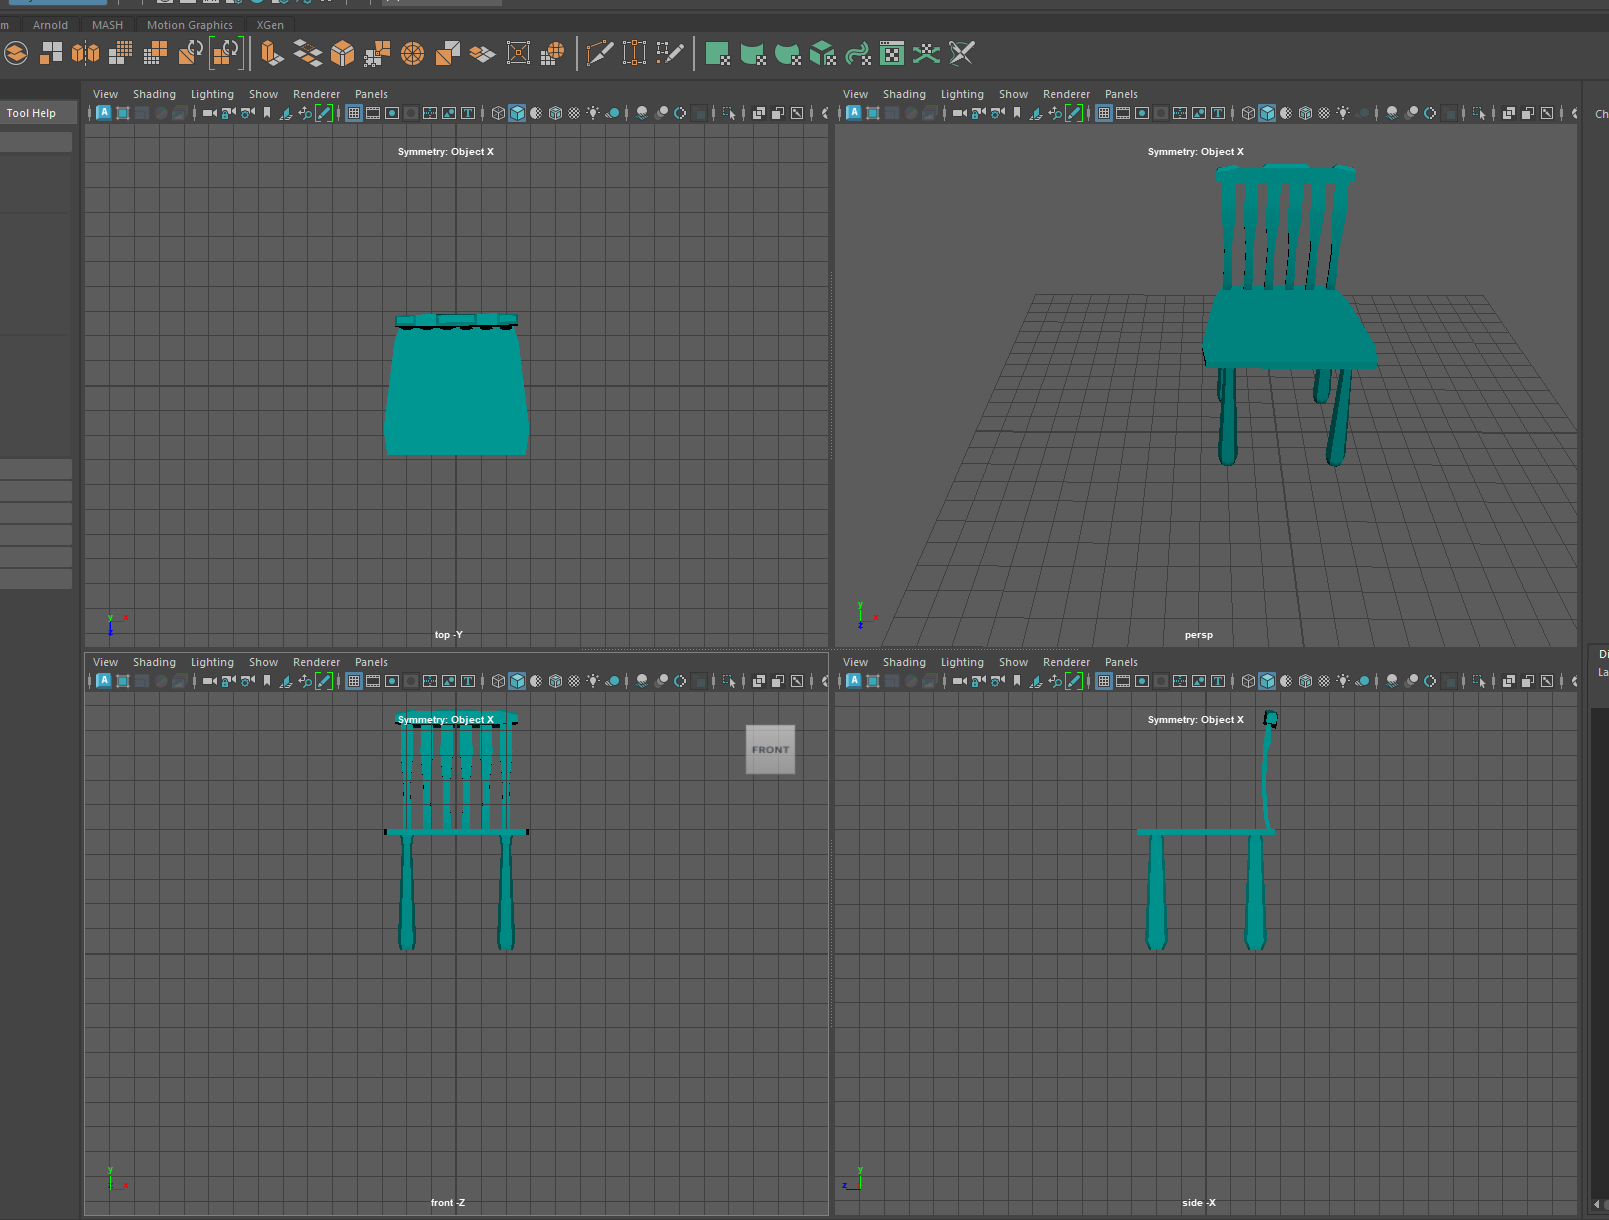 m Arnold MASH Motion Graphics XGen
Tool Help
View Shading Lighting Show Renderer Panels
Symmetry: Object X
top -Y
View Shading Lighting Show Renderer Panels
Symmetry: Object X
persp
Ch
View Shading Lighting Show Renderer Panels
Symmetry: Object X
FRONT
front -Z
View Shading Lighting Show Renderer Panels
Symmetry: Object X
side -X
Di
La